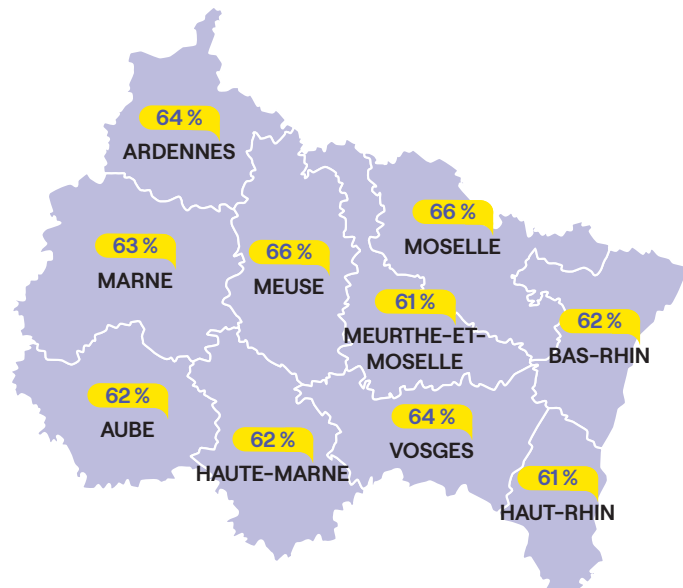 64 %
ARDENNES
66 %
MOSELLE
63 %
MARNE
66 %
MEUSE
61 %
MEURTHE-ET-
MOSELLE
62 %
BAS-RHIN
62 %
AUBE
62 %
HAUTE-MARNE
64 %
VOSGES
61 %
HAUT-RHIN